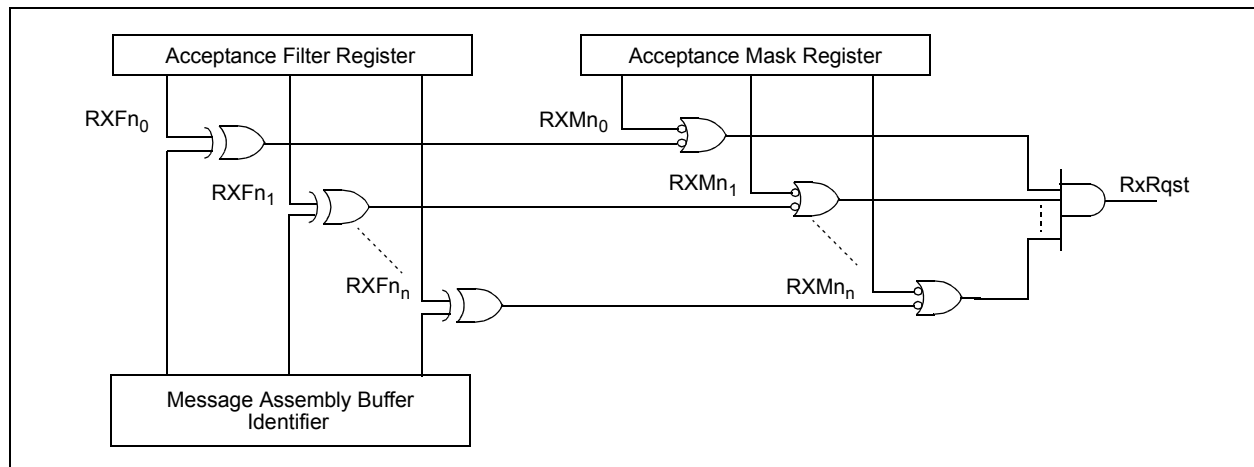 Acceptance Filter Register
Acceptance Mask Register
RXFn0
RXMn0
RXFn1
RXMn1
RxRqst
RXFnn
RXMnn
Message Assembly Buffer
Identifier